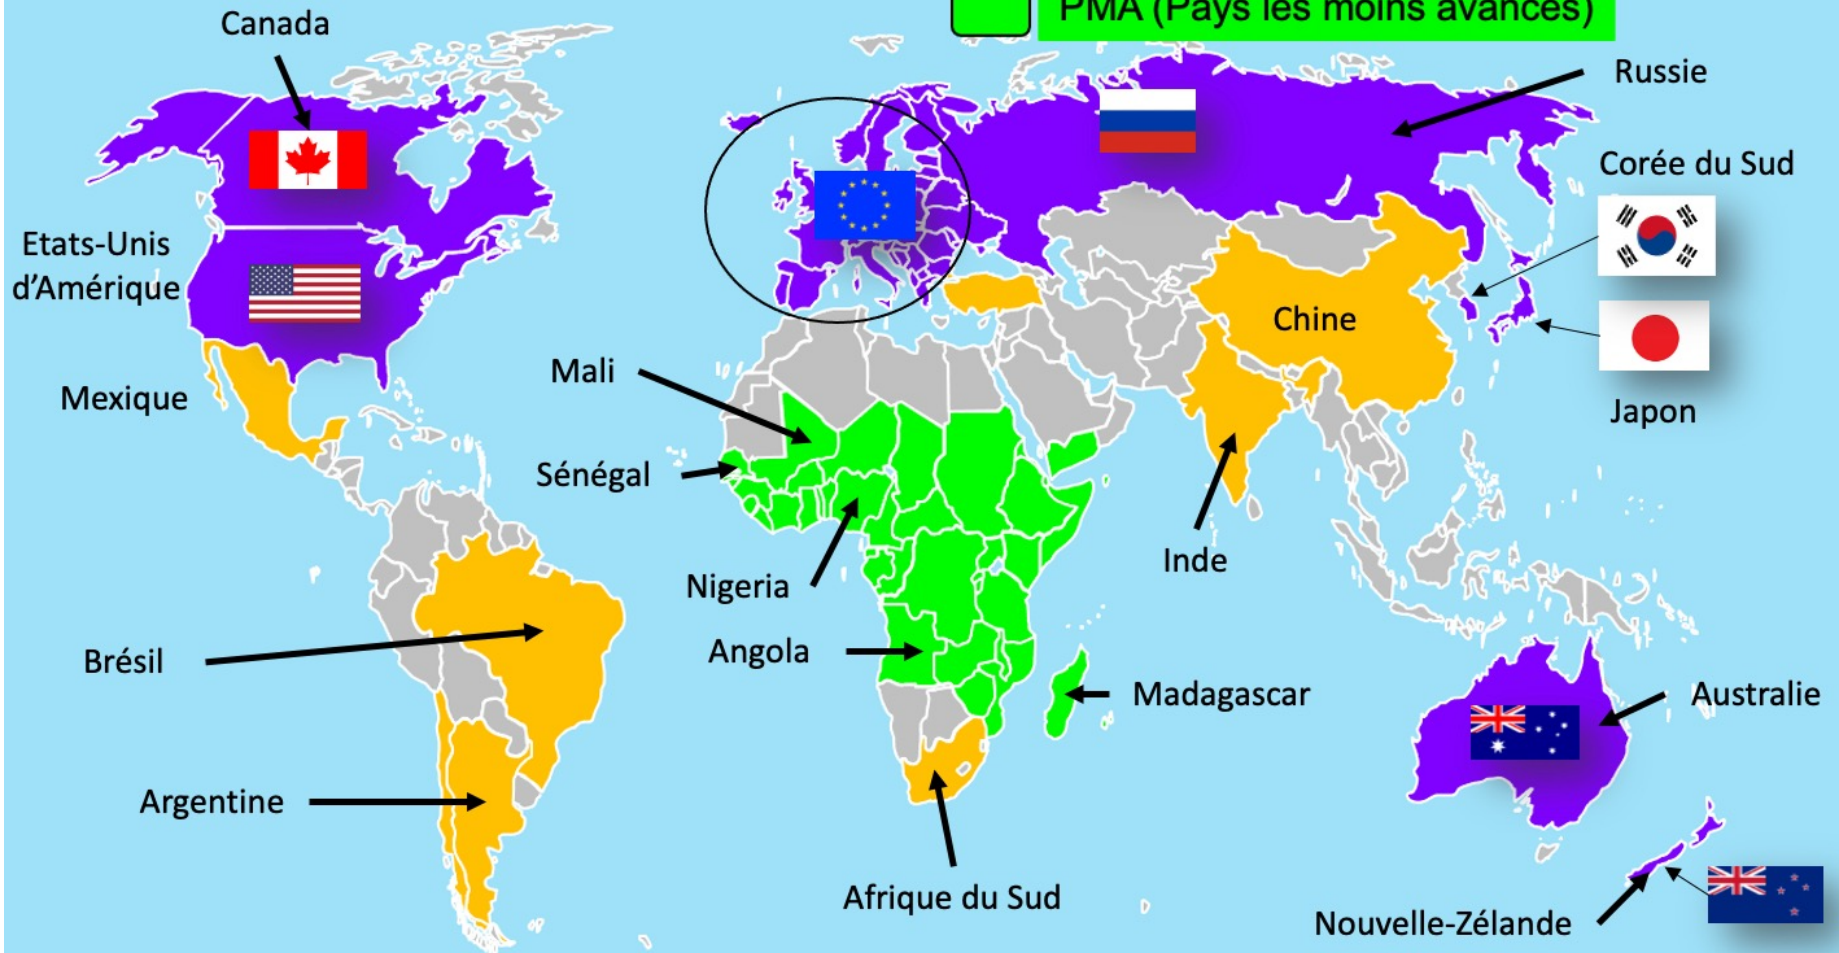 PMA (Pays les moins avancés)
Canada
Russie
Corée du Sud
Etats-Unis
d'Amérique
Chine
Mali
Mexique
Japon
Sénégal
Inde
Nigeria
Brésil
Angola
Madagascar
Australie
Argentine
Afrique du Sud
Nouvelle-Zélande